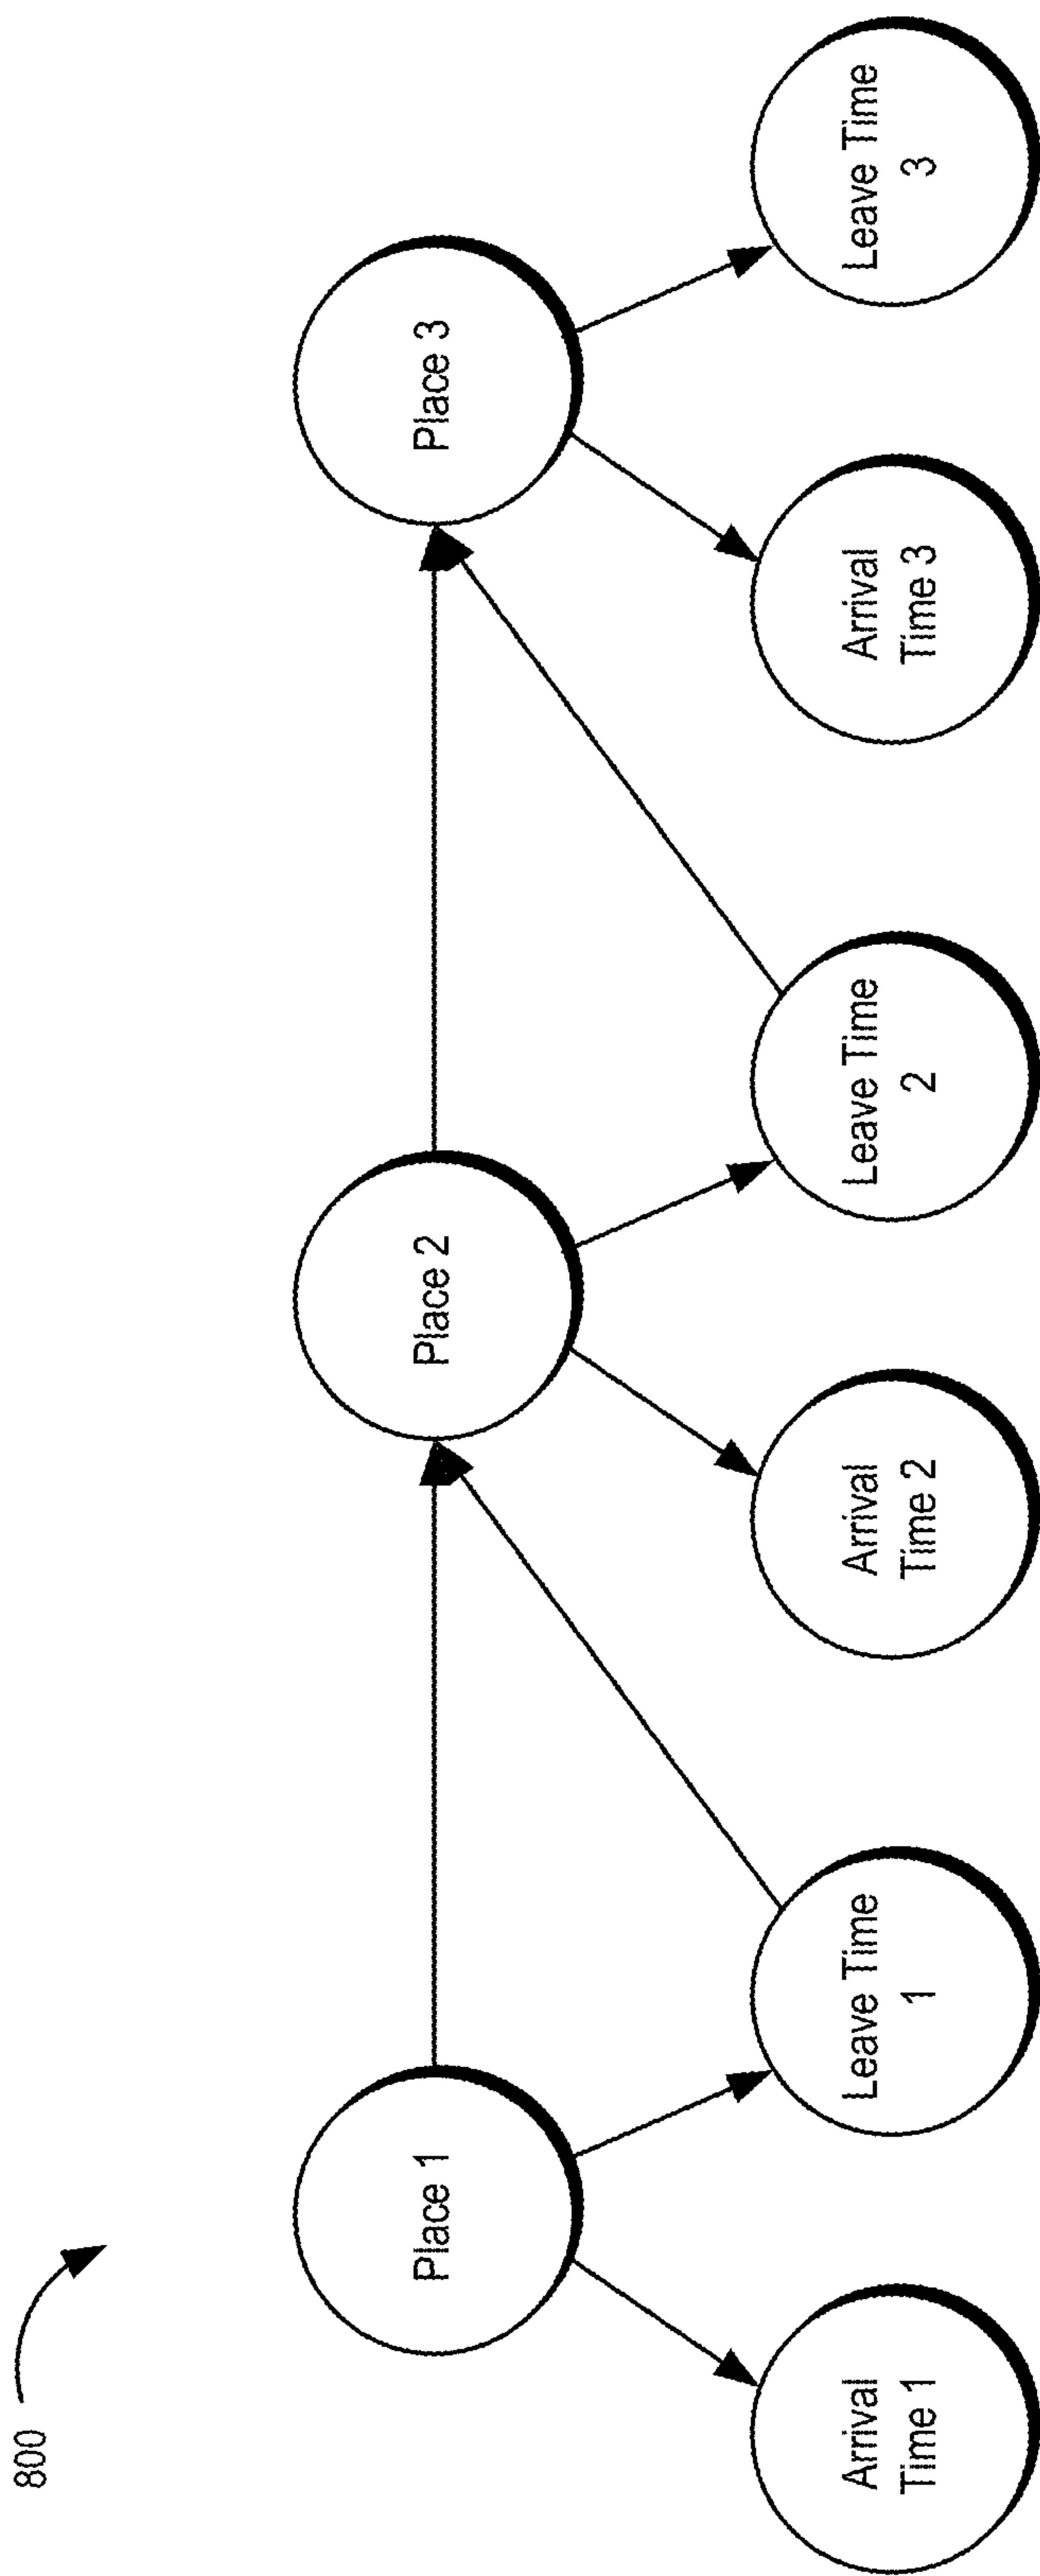 800
Place 1
Place 2
Place 3
Arrival
Time 1
Leave Time
1
Arrival
Time 2
Leave Time
2
Arrival
Time 3
Leave Time
3